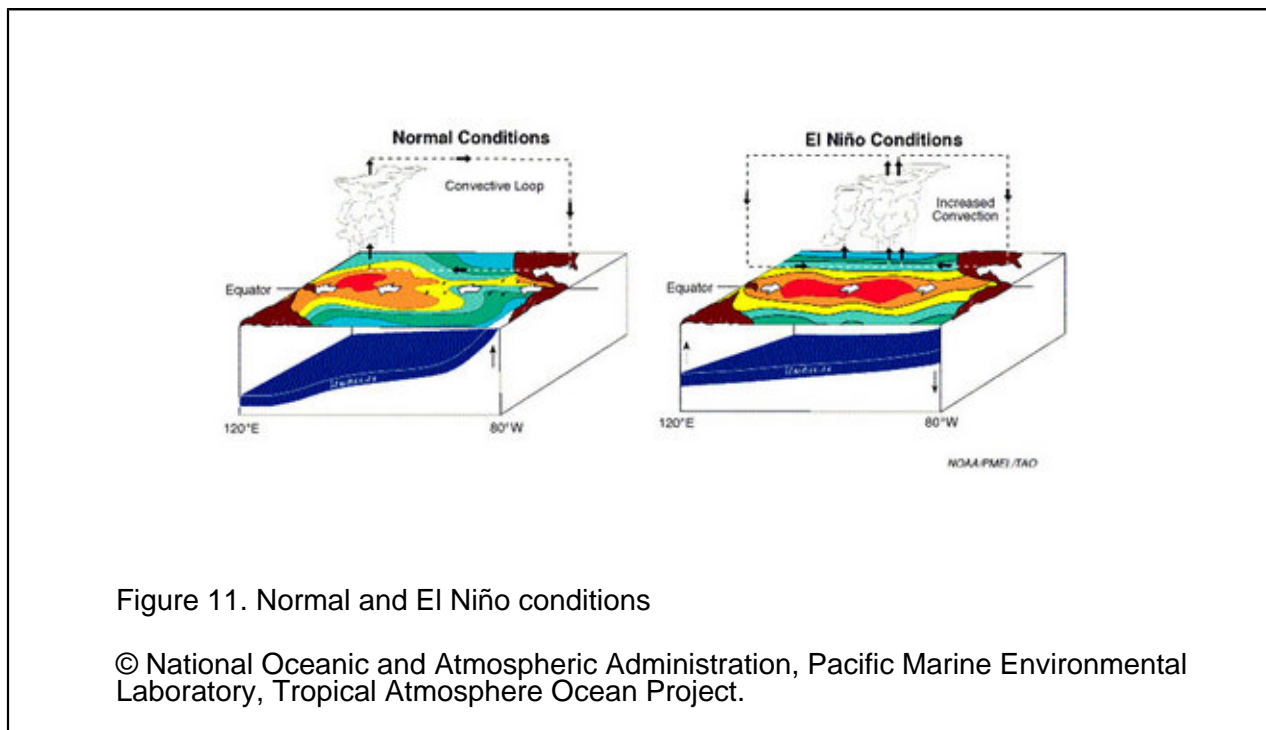 Normal Conditions
Convective Loop
Equator
120°E
80°W
El Niño Conditions
Increased
Convection
Equator
120°E
80°W
NOAA/PMEL/TAO
Figure 11. Normal and El Niño conditions
© National Oceanic and Atmospheric Administration, Pacific Marine Environmental
Laboratory, Tropical Atmosphere Ocean Project.